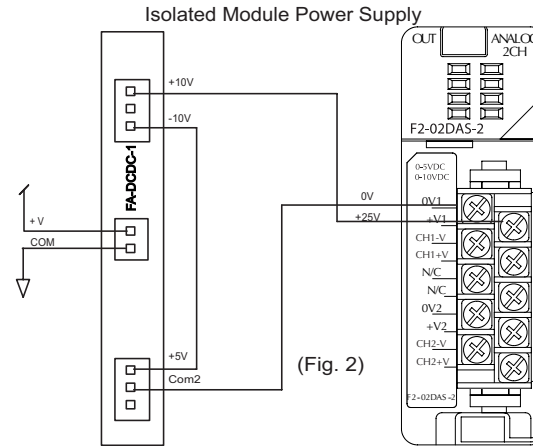 Isolated Module Power Supply
+10V
-10V
FA-DCDC-1
+V
COM
+5V
Com2
0V
+25V
(Fig. 2)
OUT
ANALOG
2CH
F2-02DAS-2
0-5VDC
0-10VDC
0V1
+V1
CH1-V
CH1+V
N/C
N/C
0V2
+V2
CH2-V
CH2+V
F2-02DAS-2